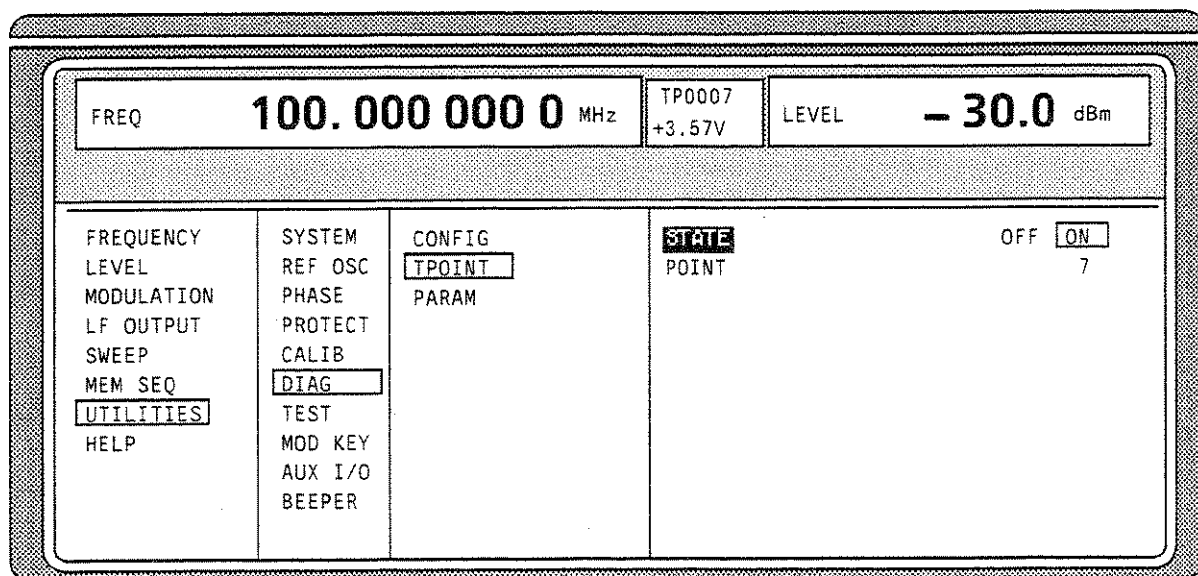 FREQ 100. 000 000 0 MHz
TP0007
+3.57V
LEVEL – 30.0 dBm
FREQUENCY
LEVEL
MODULATION
LF OUTPUT
SWEEP
MEM SEQ
UTILITIES
HELP
SYSTEM
REF OSC
PHASE
PROTECT
CALIB
DIAG
TEST
MOD KEY
AUX I/O
BEEPER
CONFIG
TPOINT
PARAM
STATE OFF ON
POINT 7